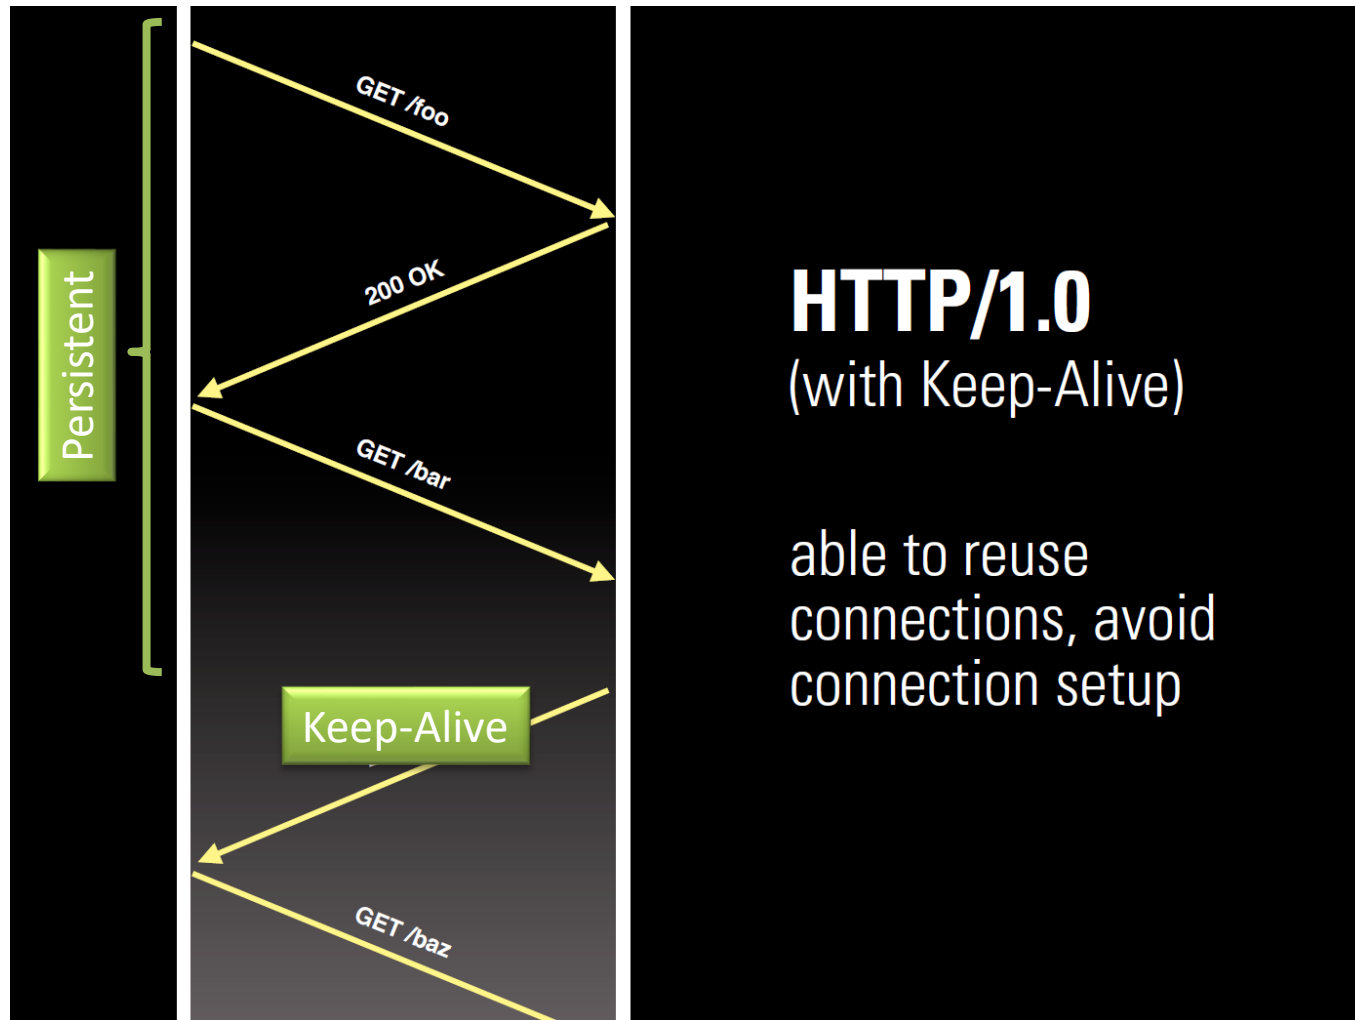 Persistent
GET /foo
200 OK
GET /bar
Keep-Alive
GET /baz
HTTP/1.0
(with Keep-Alive)
able to reuse
connections, avoid
connection setup